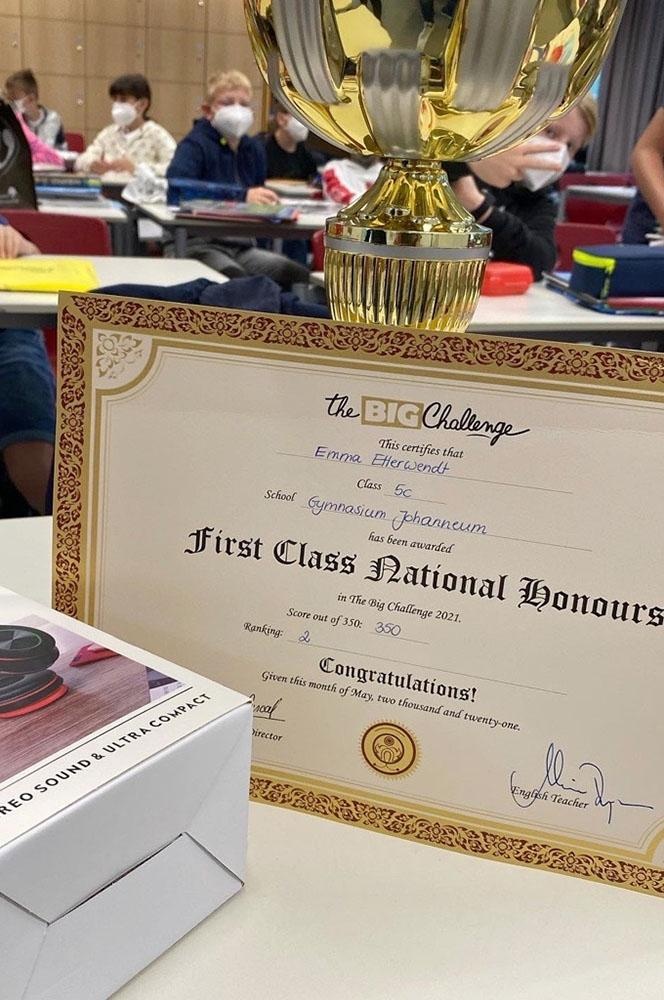 the BIG Challenge
This certifies that
Emma Efferwendt
Class 5c
School Gymnasium Johanneum
has been awarded
First Class National Honours
in The Big Challenge 2021.
Score out of 350: 350
Ranking: 2
Congratulations!
Given this month of May, two thousand and twenty-one.
Director
English Teacher
REO SOUND & ULTRA COMPACT